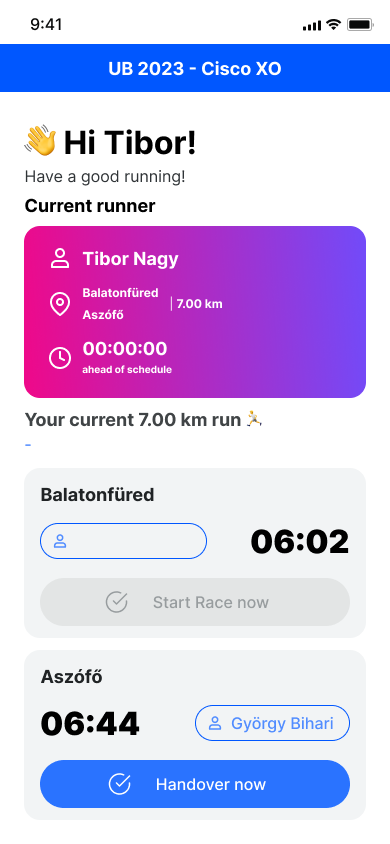 9:41
UB 2023 - Cisco XO
👋 Hi Tibor!
Have a good running!
Current runner
Tibor Nagy
Balatonfüred
Aszófő
| 7.00 km
00:00:00
ahead of schedule
Your current 7.00 km run 🏃
-
Balatonfüred
06:02
Start Race now
Aszófő
06:44
György Bihari
Handover now